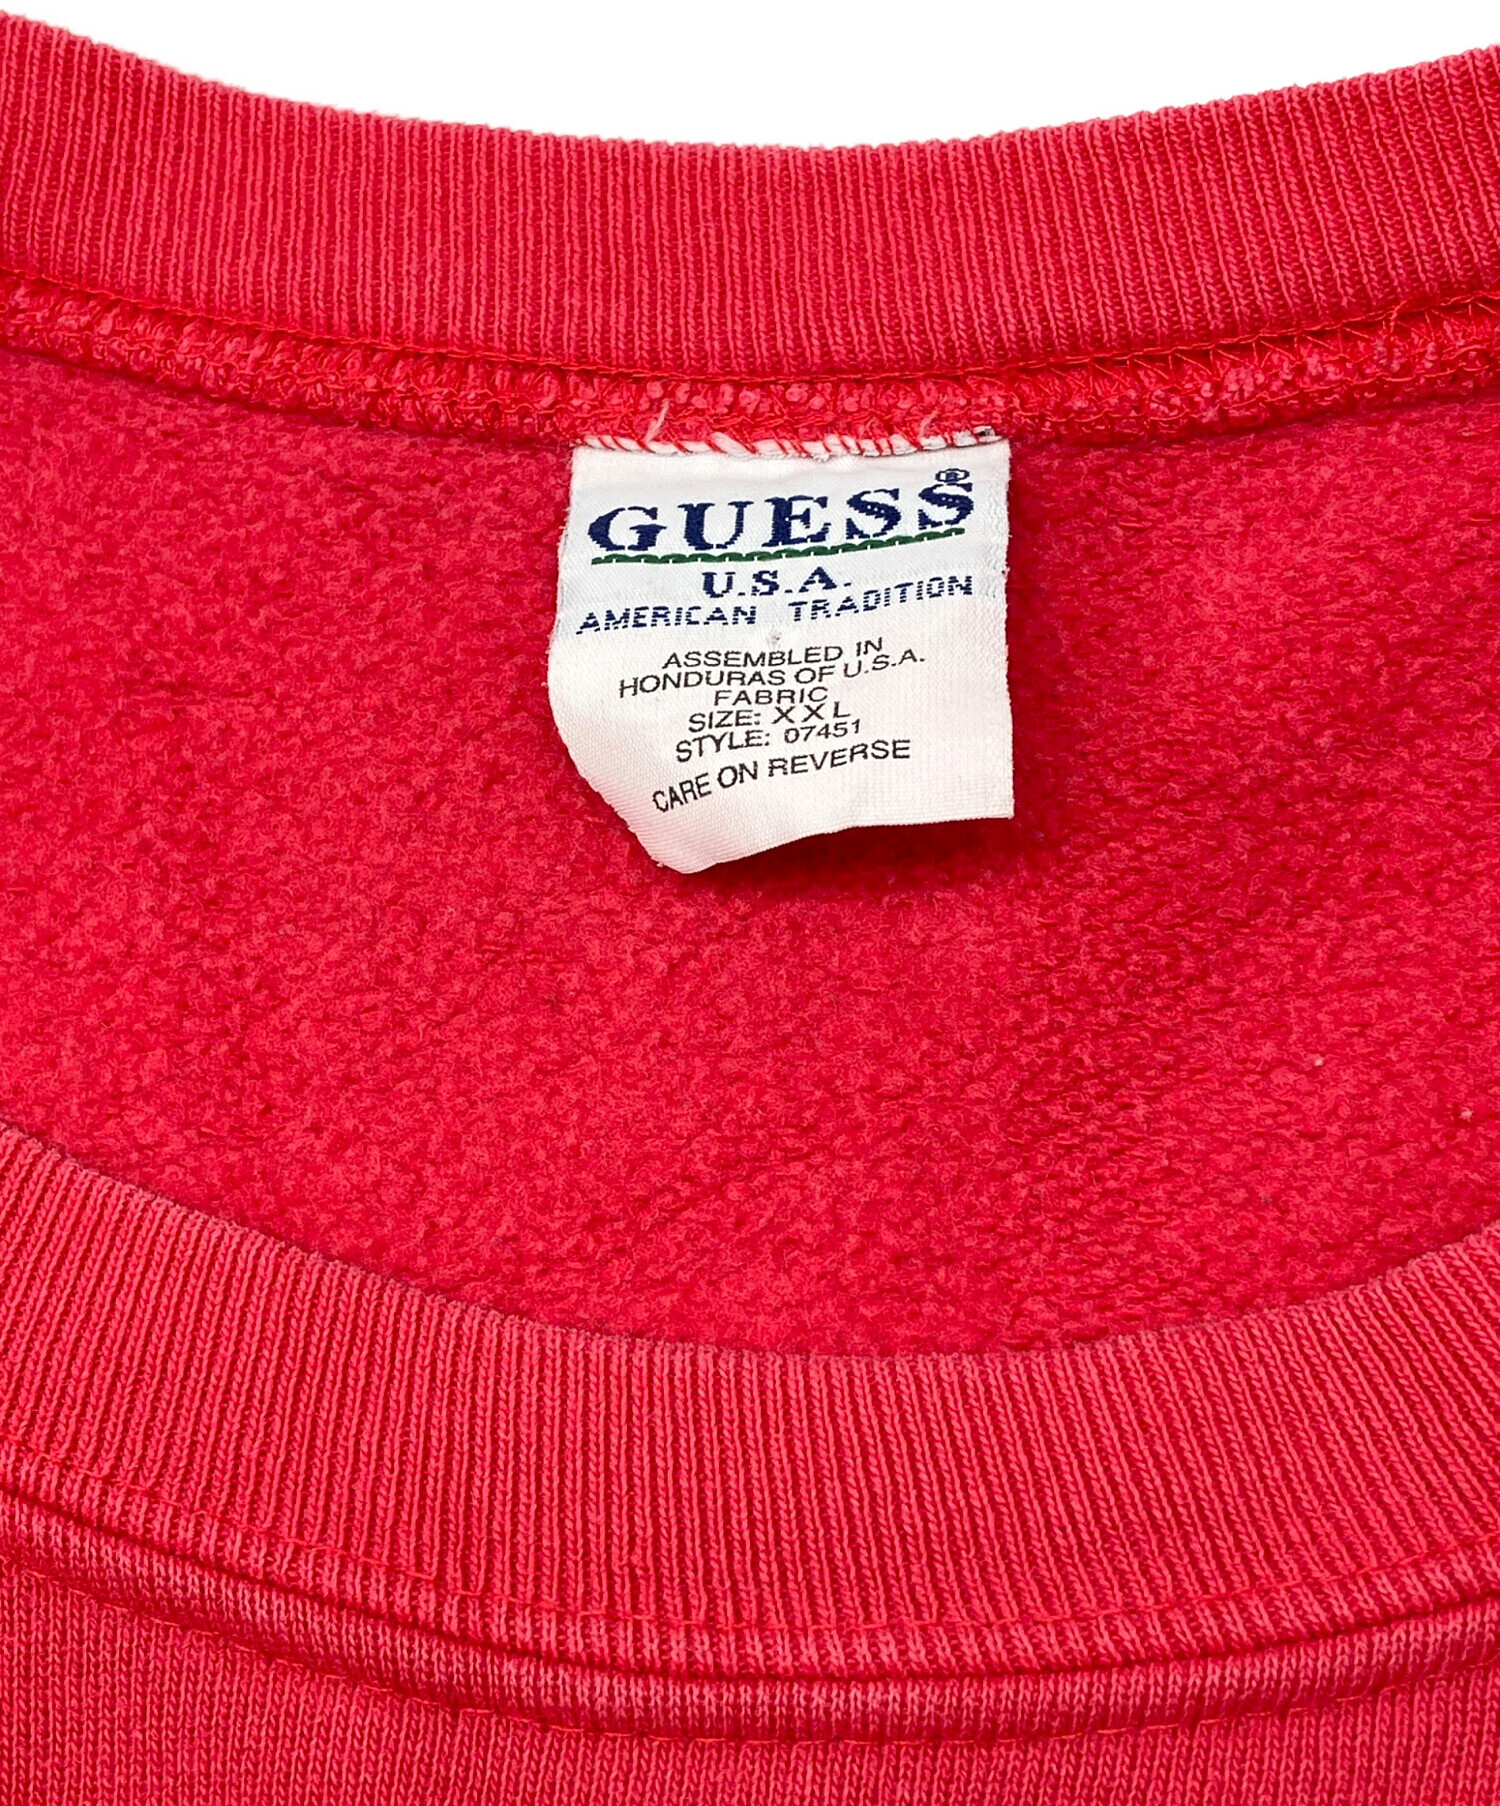 GUESS®
U.S.A.
AMERICAN TRADITION
ASSEMBLED IN
HONDURAS OF U.S.A.
FABRIC
SIZE: XXL
STYLE: 07451
CARE ON REVERSE